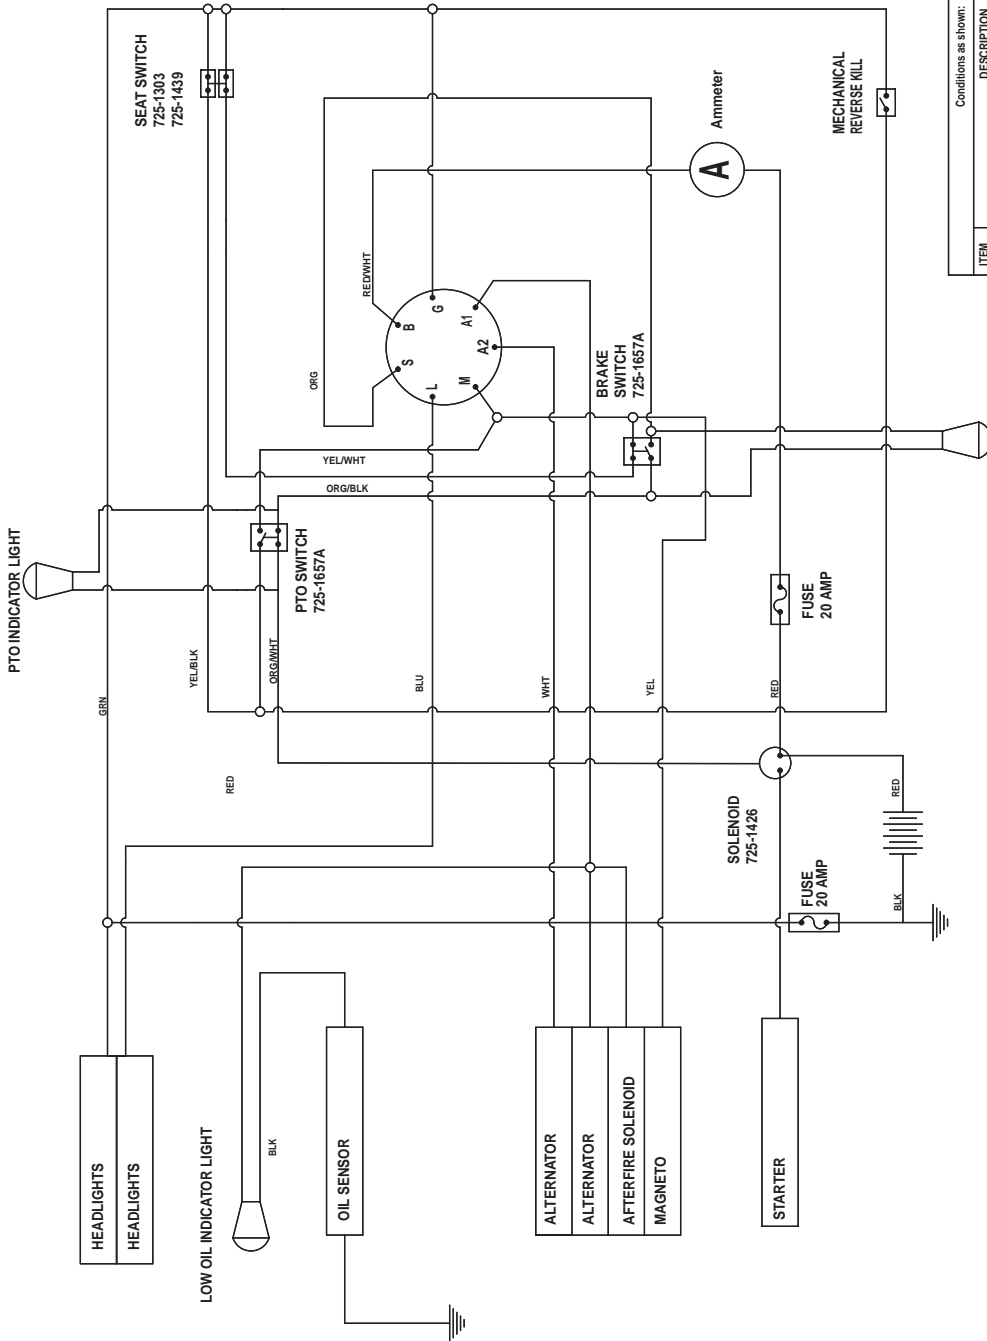 PTO INDICATOR LIGHT
SEAT SWITCH
725-1303
725-1439
GRN
YEL/BLK
ORG/WHT
RED
PTO SWITCH
725-1657A
YEL/WHT
ORG/BLK
ORG
RED/WHT
S
B
G
L
M
A2
A1
BLU
WHT
YEL
BRAKE
SWITCH
725-1657A
A
Ammeter
MECHANICAL
REVERSE KILL
Conditions as shown:
DESCRIPTION
ITEM
FUSE
20 AMP
RED
SOLENOID
725-1426
RED
FUSE
20 AMP
BLK
HEADLIGHTS
HEADLIGHTS
LOW OIL INDICATOR LIGHT
BLK
OIL SENSOR
ALTERNATOR
ALTERNATOR
AFTERFIRE SOLENOID
MAGNETO
STARTER